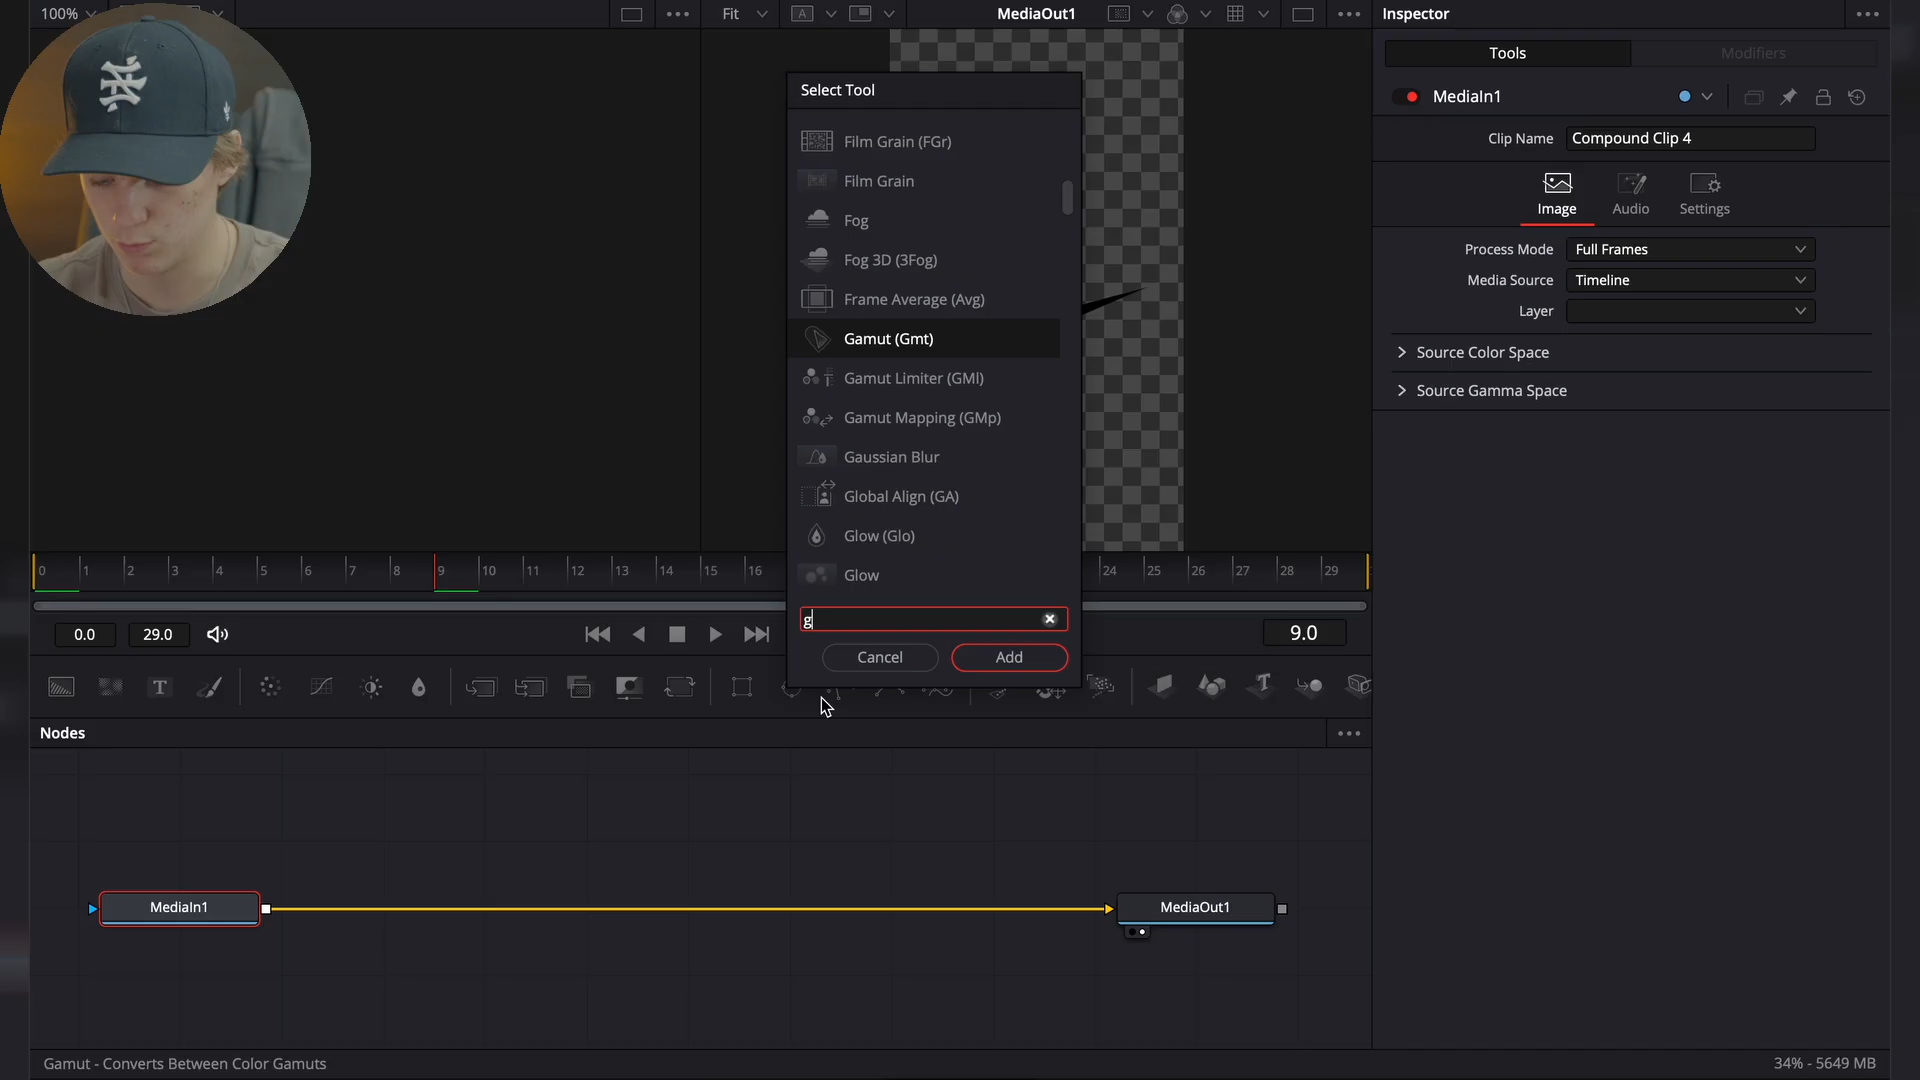 100%
Fit
MediaOut1
Inspector
Select Tool
Tools
Modifiers
MediaIn1
Clip Name
Compound Clip 4
Film Grain (FGr)
Film Grain
Fog
Fog 3D (3Fog)
Frame Average (Avg)
Gamut (Gmt)
Gamut Limiter (GMl)
Gamut Mapping (GMp)
Gaussian Blur
Global Align (GA)
Glow (Glo)
Glow
g
Cancel
Add
Image
Audio
Settings
Process Mode
Full Frames
Media Source
Timeline
Layer
Source Color Space
Source Gamma Space
0 1 2 3 4 5 6 7 8 9 10 11 12 13 14 15 16 24 25 26 27 28 29
0.0
29.0
9.0
Nodes
MediaIn1
MediaOut1
Gamut - Converts Between Color Gamuts
34% - 5649 MB